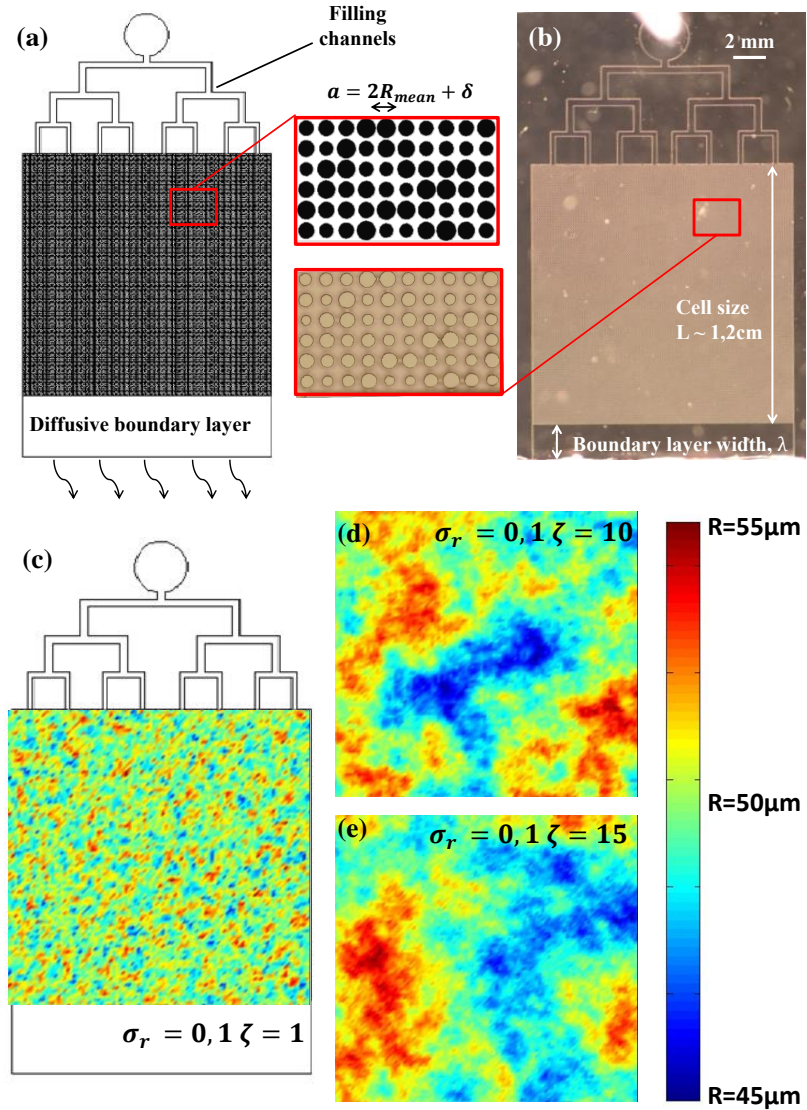 (a)
Filling
channels
a = 2R_mean + δ
(b)
2 mm
Cell size
L ~ 1,2cm
Diffusive boundary layer
Boundary layer width, λ
(c)
(d)
σ_r = 0, 1 ζ = 10
R=55μm
R=50μm
(e)
σ_r = 0, 1 ζ = 15
σ_r = 0, 1 ζ = 1
R=45μm